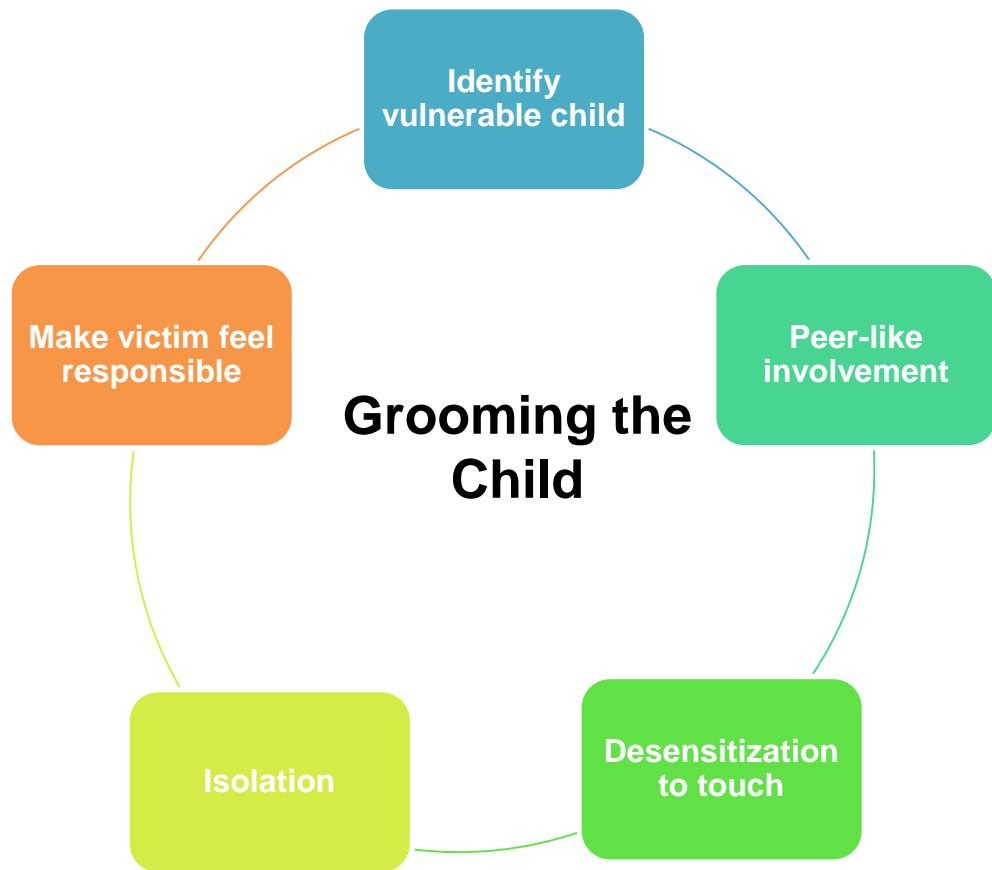 Identify
vulnerable child
Peer-like
involvement
Desensitization
to touch
Isolation
Make victim feel
responsible
Grooming the
Child